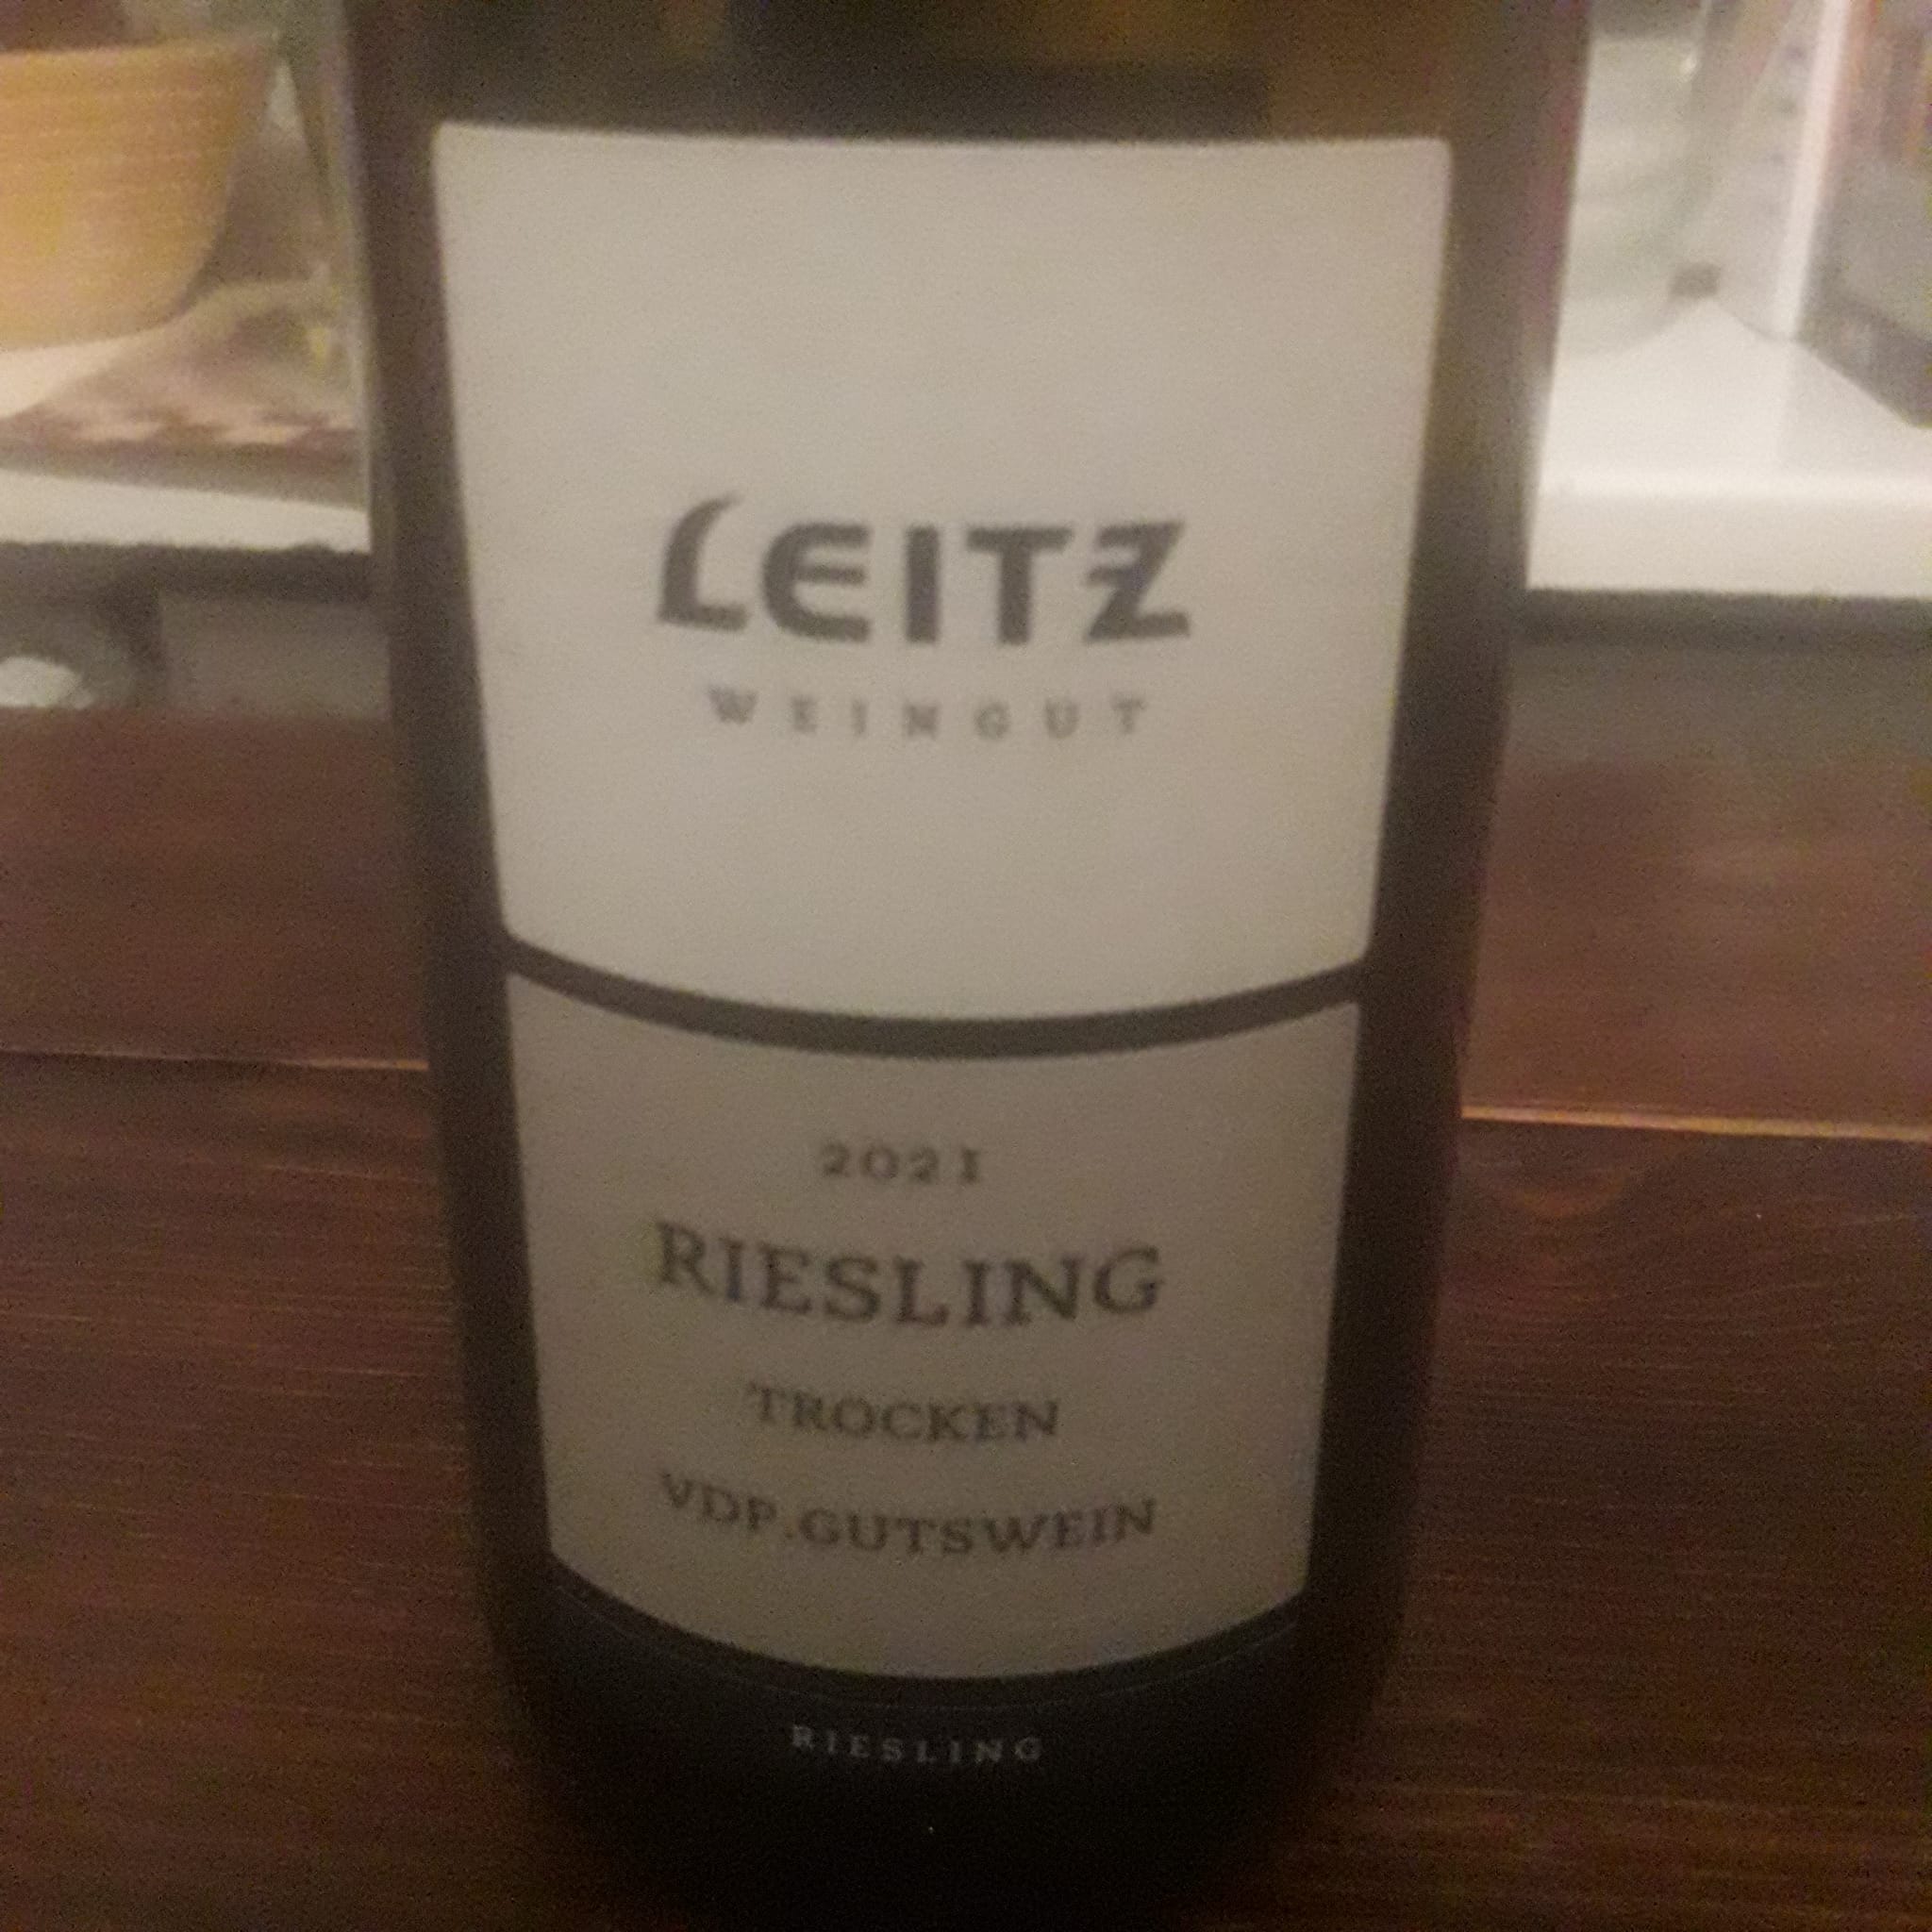 LEITZ
WEINGUT
2021
RIESLING
TROCKEN
VDP.GUTSWEIN
RIESLING